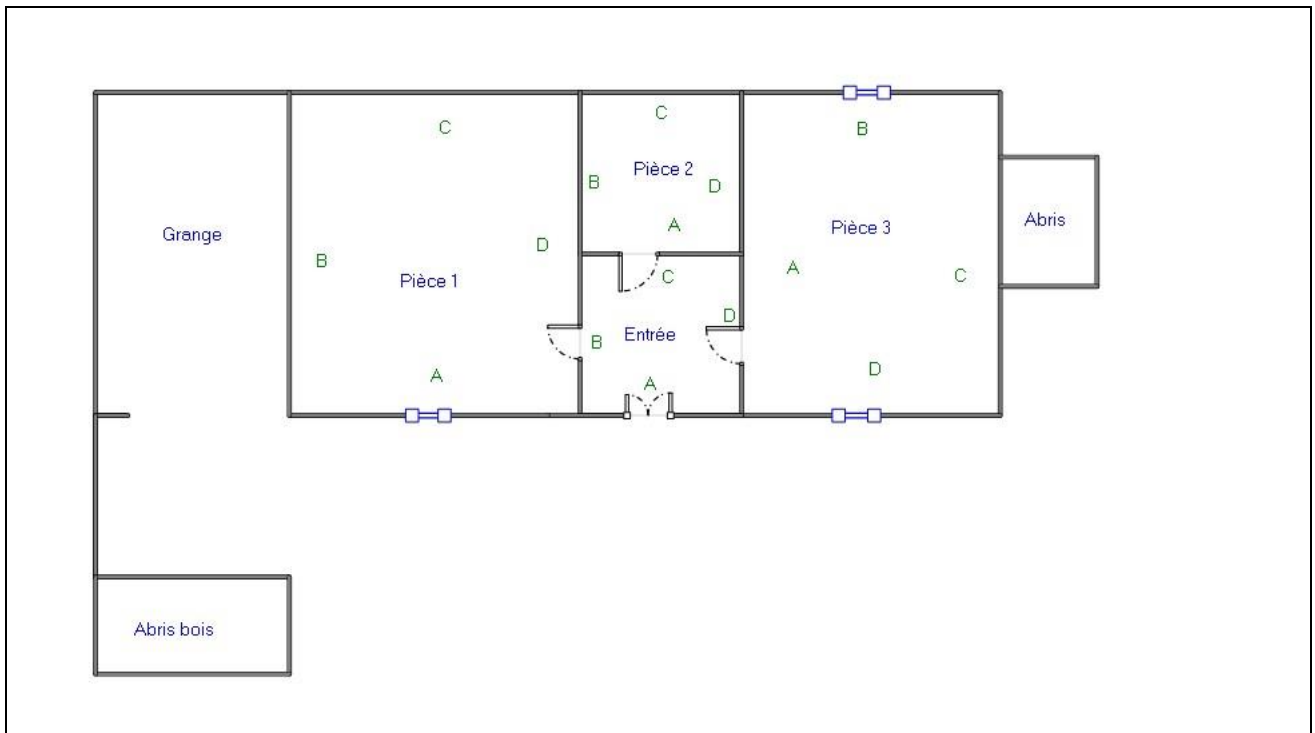 C
C
B
Pièce 2
B
D
A
Grange
Pièce 3
Abris
D
B
A
C
C
Pièce 1
D
Entrée
B
A
D
A
Abris bois